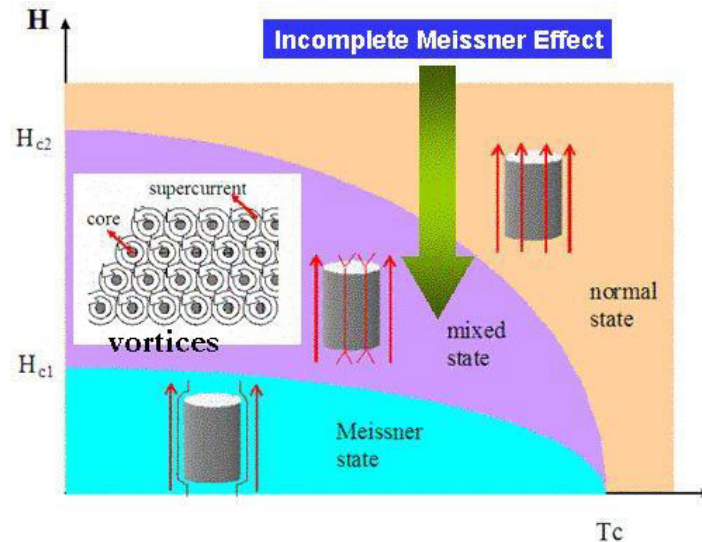 H
Incomplete Meissner Effect
Hc2
supercurrent
core
vortices
normal
state
mixed
state
Hc1
Meissner
state
Tc